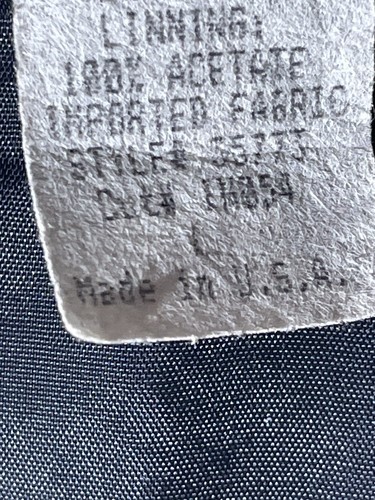 LINNING:
100% ACETATE
IMPORTED FABRIC
STYLE#
Cut#
L
Made in U.S.A.